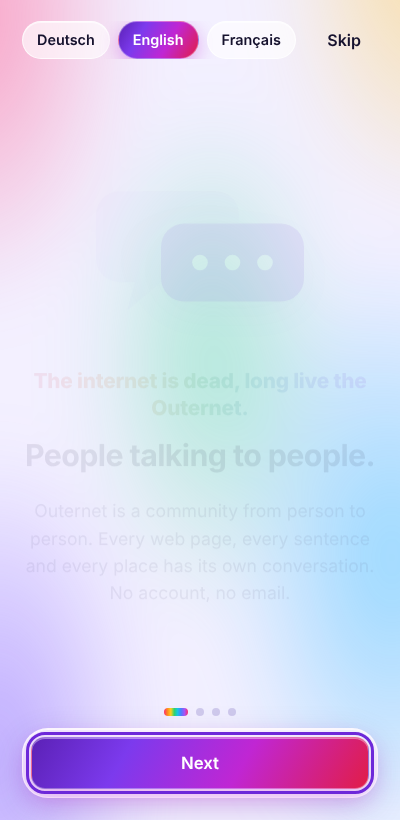 Deutsch English Français Skip
The internet is dead, long live the
Outernet.
People talking to people.
Outernet is a community from person to
person. Every web page, every sentence
and every place has its own conversation.
No account, no email.
Next